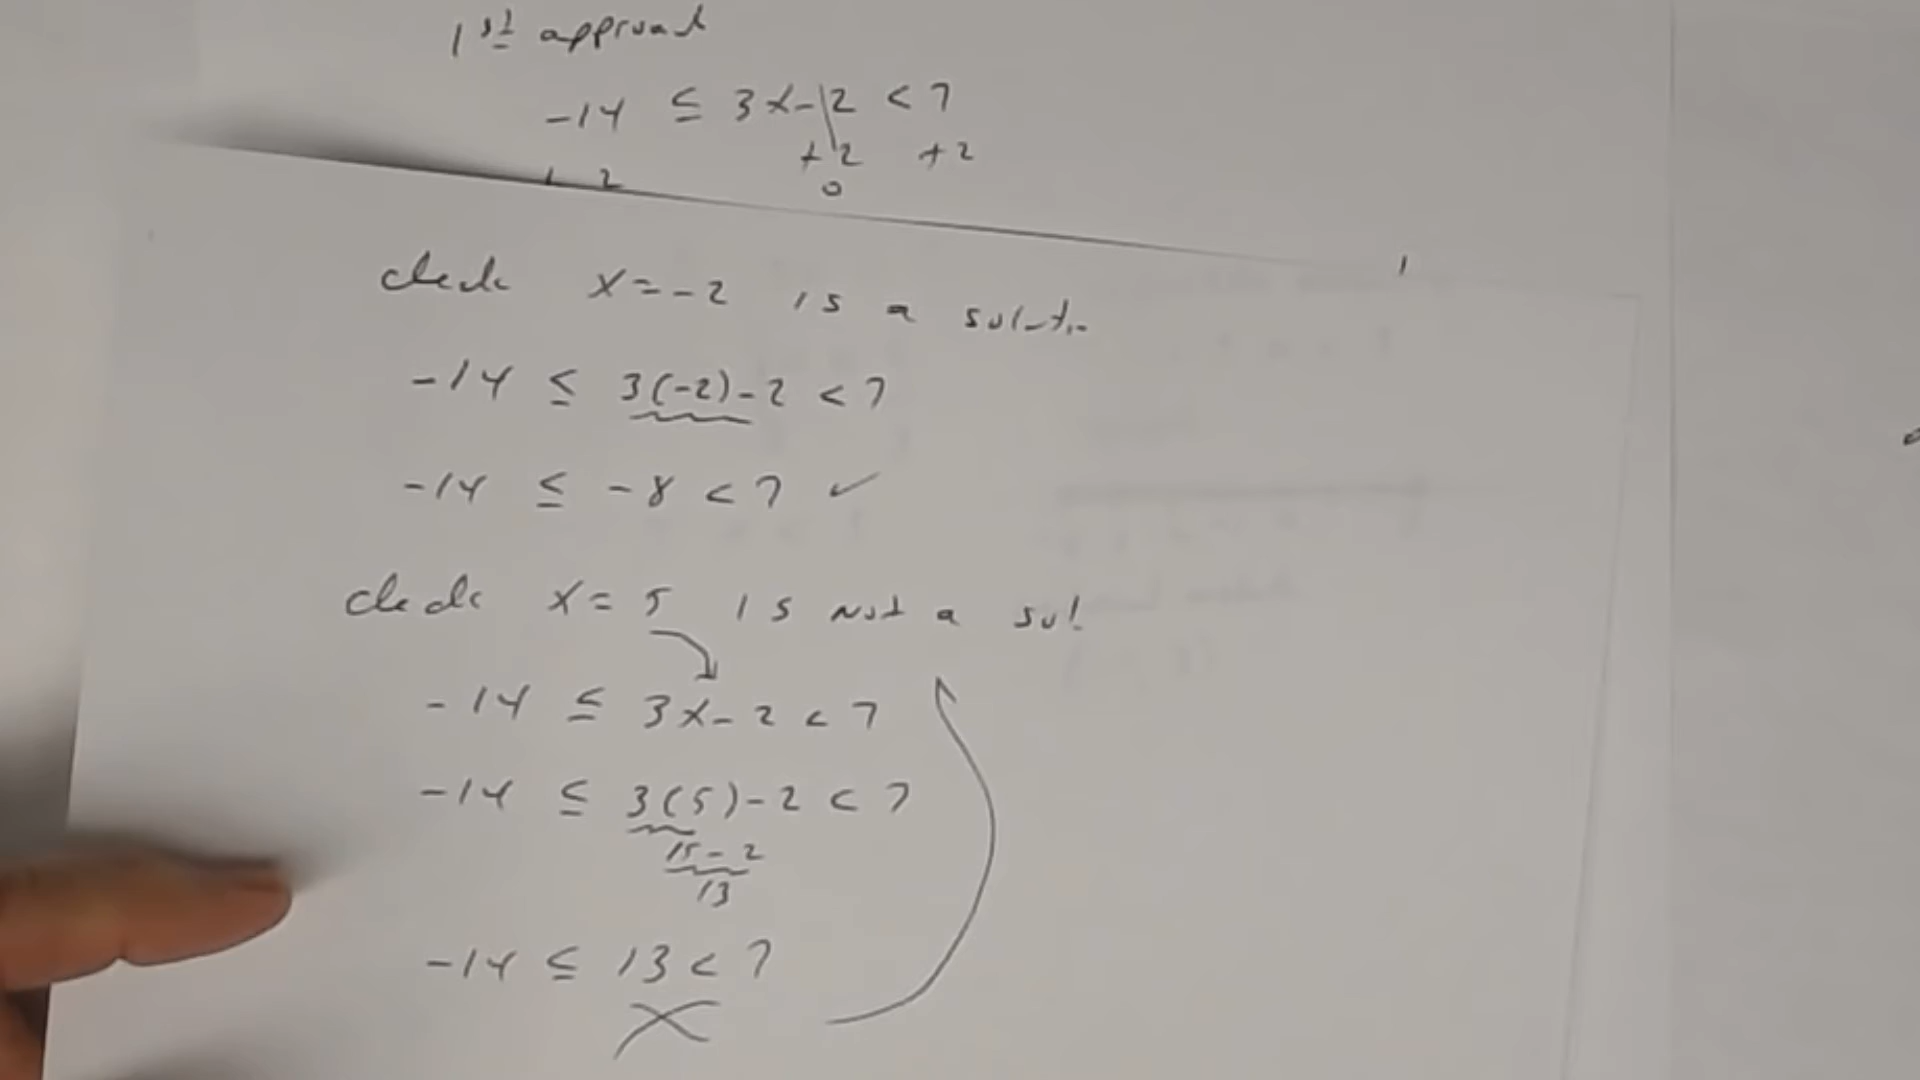 1st approach
-14 ≤ 3x-2 < 7
+2 +2 +2
0
check x=-2 is a solution
-14 ≤ 3(-2)-2 < 7
-14 ≤ -8 < 7 ✓
check x=5 is not a sol
-14 ≤ 3x-2 < 7
-14 ≤ 3(5)-2 < 7
15-2
13
-14 ≤ 13 < 7